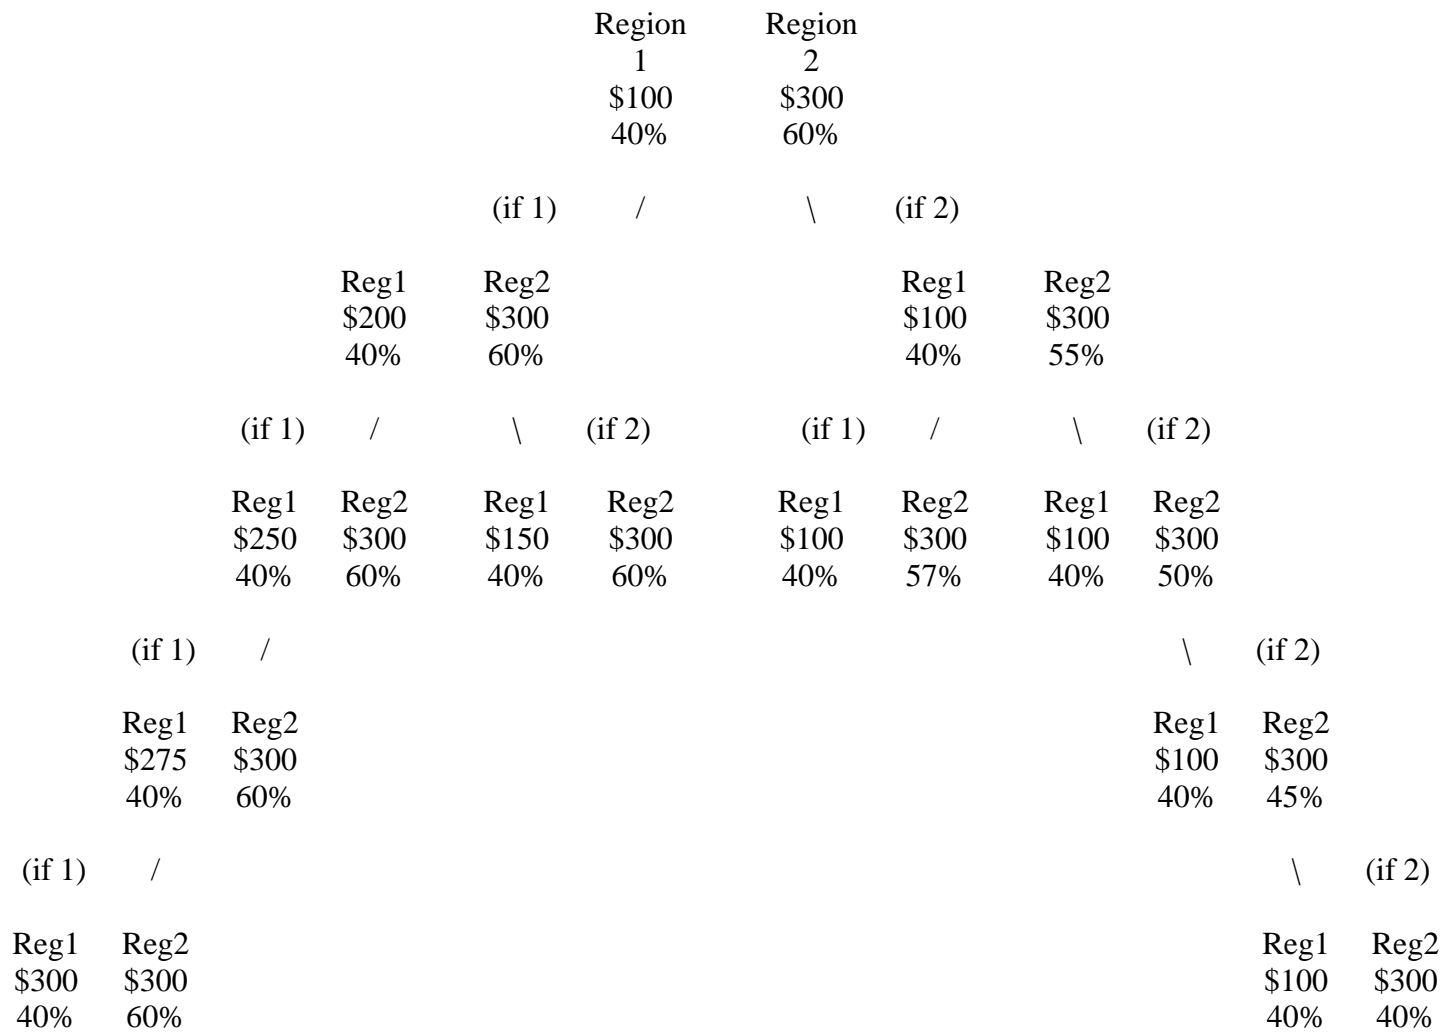 Region Region
1 2
$100 $300
40% 60%
(if 1) / \ (if 2)
Reg1 Reg2 Reg1 Reg2
$200 $300 $100 $300
40% 60% 40% 55%
(if 1) / \ (if 2) (if 1) / \ (if 2)
Reg1 Reg2 Reg1 Reg2 Reg1 Reg2 Reg1 Reg2
$250 $300 $150 $300 $100 $300 $100 $300
40% 60% 40% 60% 40% 57% 40% 50%
(if 1) / \ (if 2)
Reg1 Reg2 Reg1 Reg2
$275 $300 $100 $300
40% 60% 40% 45%
(if 1) / \ (if 2)
Reg1 Reg2 Reg1 Reg2
$300 $300 $100 $300
40% 60% 40% 40%